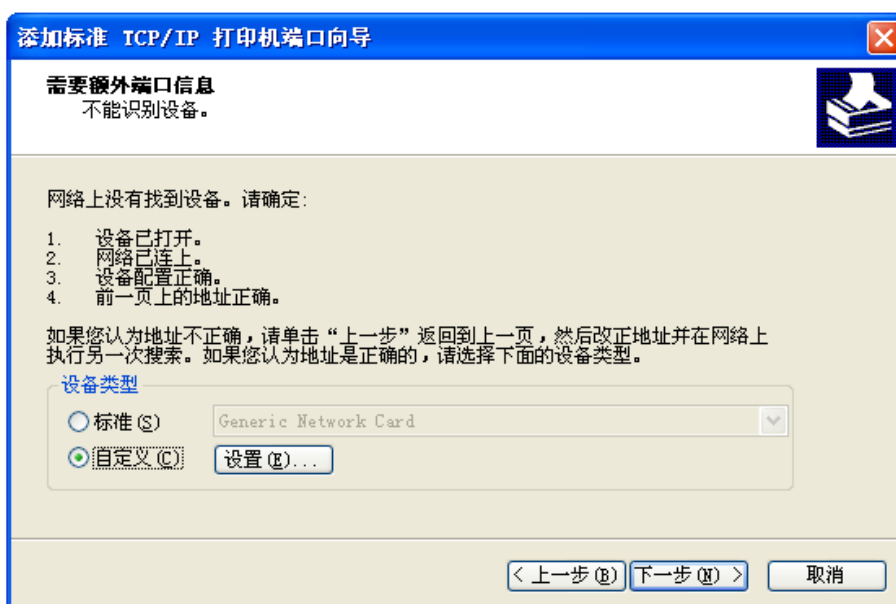 添加标准 TCP/IP 打印机端口向导
需要额外端口信息
不能识别设备。
网络上没有找到设备。请确定:
1. 设备已打开。
2. 网络已连上。
3. 设备配置正确。
4. 前一页上的地址正确。
如果您认为地址不正确，请单击“上一步”返回到上一页，然后改正地址并在网络上
执行另一次搜索。如果您认为地址是正确的，请选择下面的设备类型。
设备类型
标准(S) Generic Network Card
自定义(C) 设置(E)...
< 上一步(B) 下一步(N) > 取消